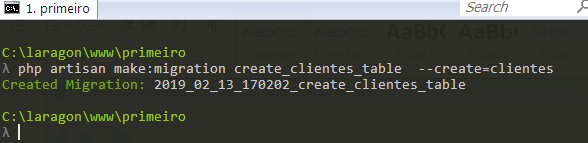 1. primeiro
Search
C:\laragon\www\primeiro
λ php artisan make:migration create_clientes_table  --create=clientes
Created Migration: 2019_02_13_170202_create_clientes_table
C:\laragon\www\primeiro
λ